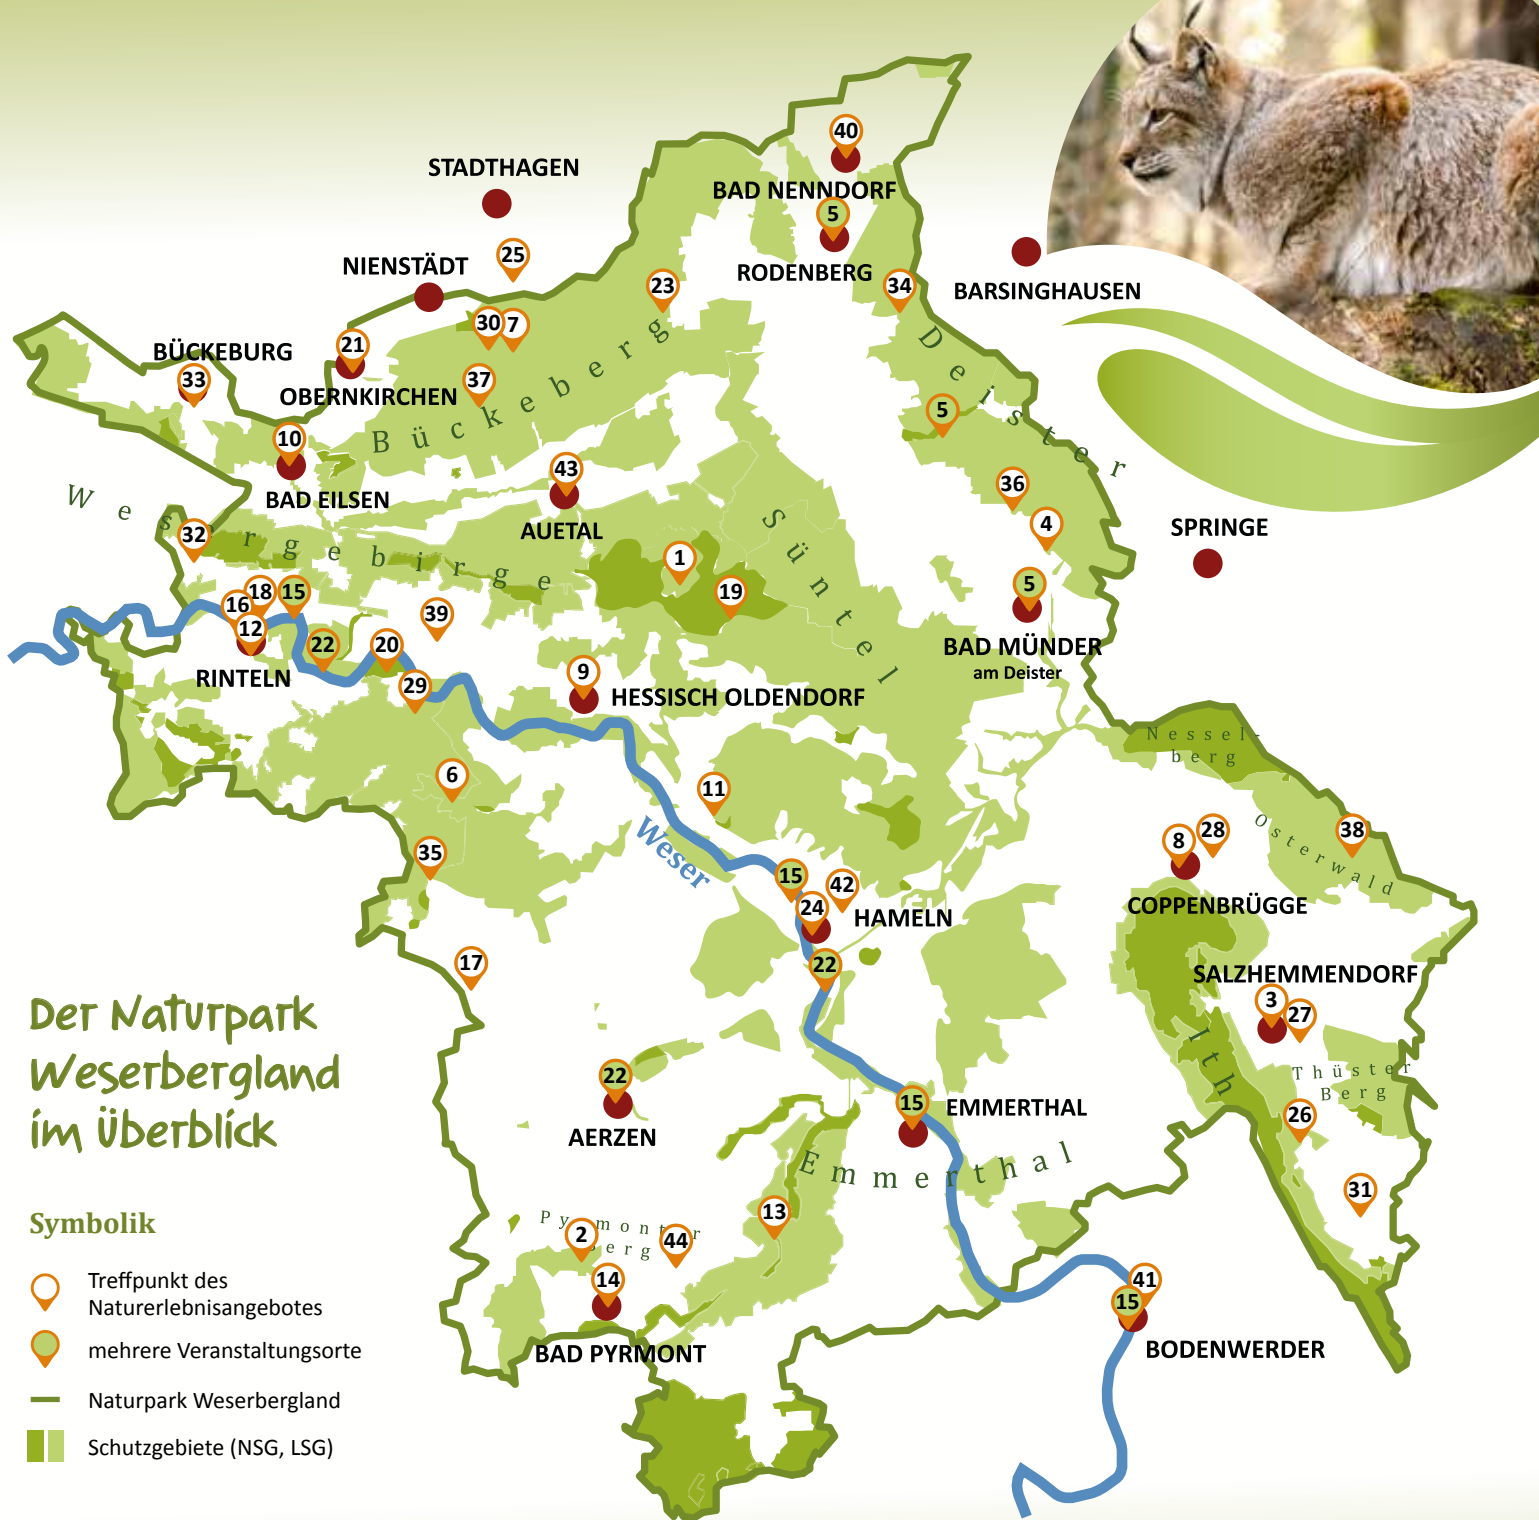 40
STADTHAGEN
BAD NENNDORF
5
25
NIENSTÄDT
RODENBERG
23
34
BARSINGHAUSEN
30
7
21
BÜCKEBURG
33
37
OBERNKIRCHEN
Bückeberg
Deister
5
10
43
BAD EILSEN
36
Wesergebirge
AUETAL
4
SPRINGE
32
1
Süntel
5
18
15
16
19
39
12
22
20
BAD MÜNDER
am Deister
RINTELN
29
9
HESSISCH OLDENDORF
Nessel-
berg
6
11
Weser
8
28
Osterwald
38
35
15
42
24
HAMELN
COPPENBRÜGGE
17
22
SALZHEMMENDORF
3
27
Der Naturpark
Weserbergland
im Überblick
Ith
22
Thüster
Berg
15
EMMERTHAL
26
AERZEN
Emmerthal
31
Symbolik
13
Pyrmonter
Berg
2
44
Treffpunkt des
Naturerlebnisangebotes
14
41
15
mehrere Veranstaltungsorte
BAD PYRMONT
BODENWERDER
Naturpark Weserbergland
Schutzgebiete (NSG, LSG)